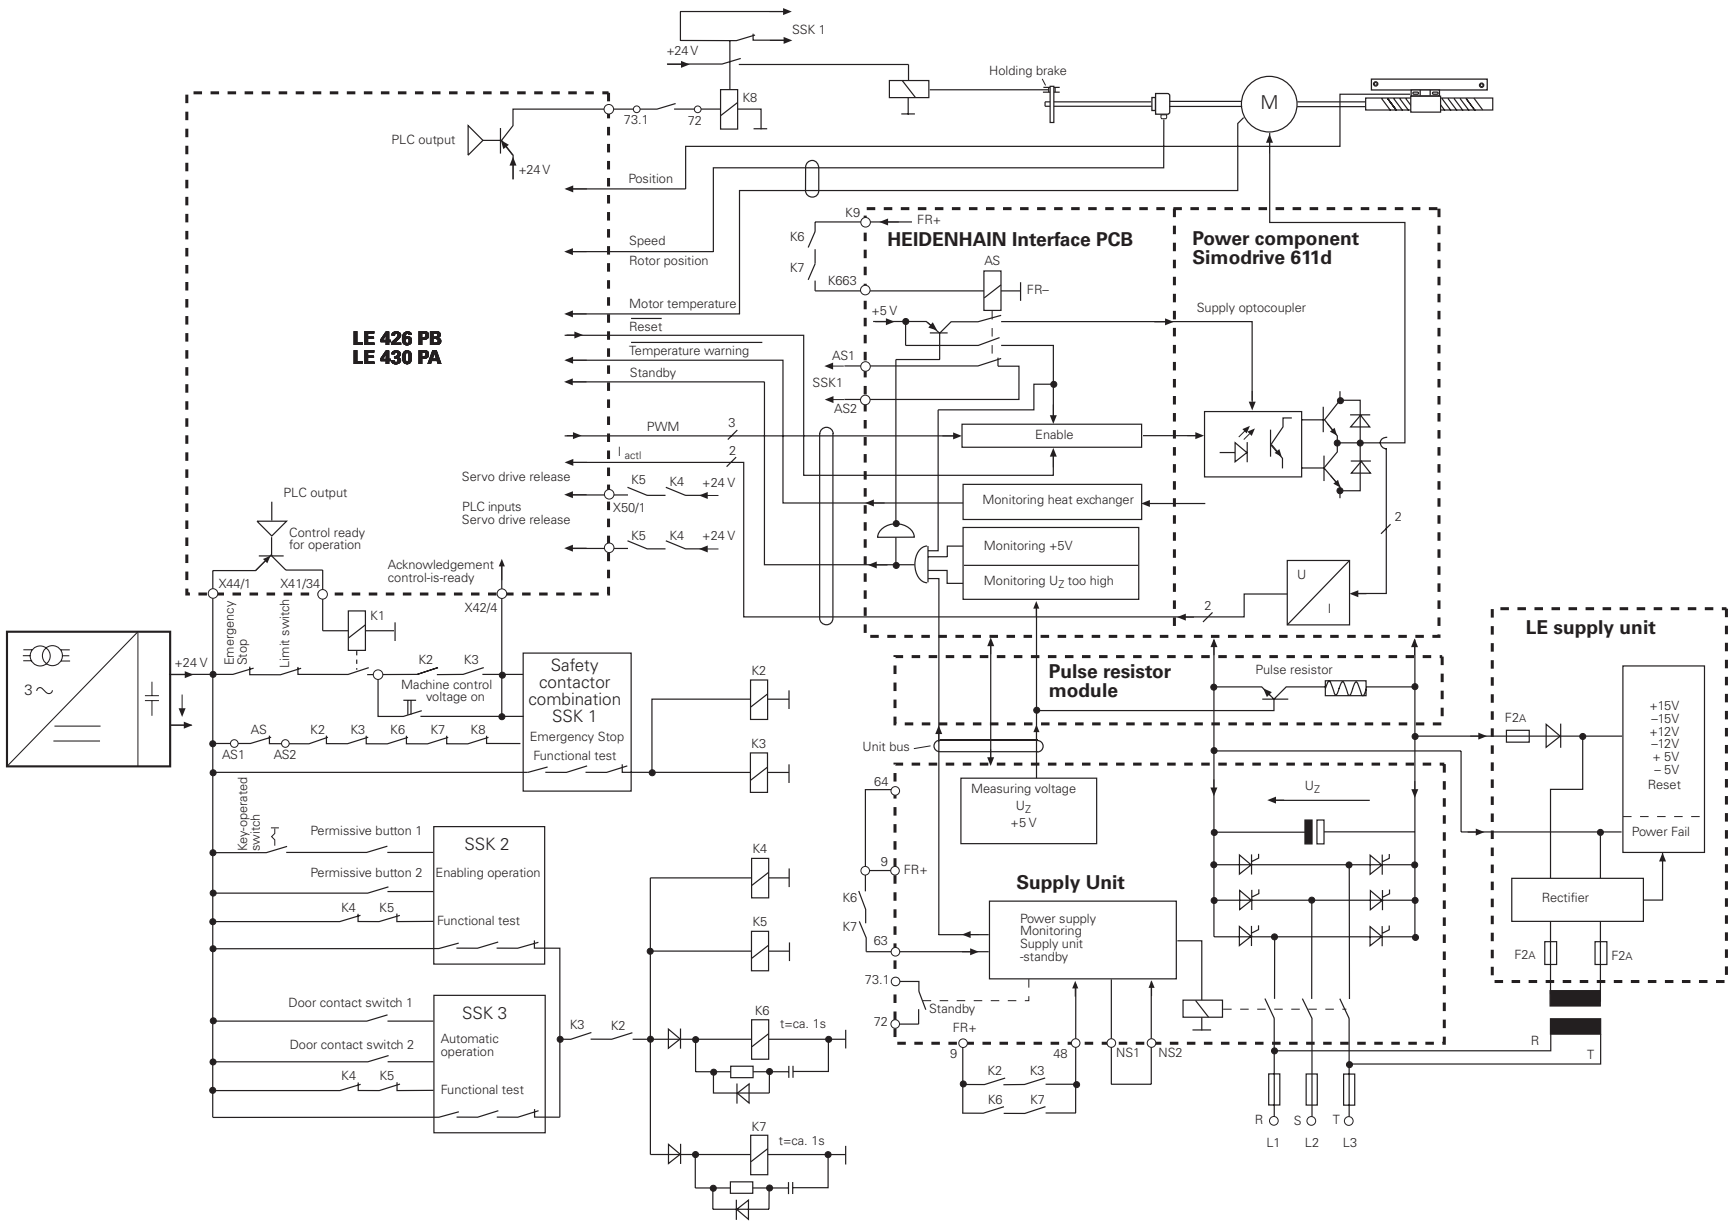 SSK 1
+24 V
Holding brake
K8
M
73.1
72
PLC output
+24 V
Position
K9
FR+
HEIDENHAIN Interface PCB
Power component
Simodrive 611d
K6
K7
K663
AS
FR–
Speed
Rotor position
Motor temperature
Reset
Temperature warning
Standby
LE 426 PB
LE 430 PA
+5 V
Supply optocoupler
AS1
SSK1
AS2
PWM
3
Enable
I actl
2
Servo drive release
K5
K4
+24 V
X50/1
PLC inputs
Servo drive release
K5
K4
+24 V
Monitoring heat exchanger
Monitoring +5V
Monitoring UZ too high
2
U
I
2
PLC output
Control ready
for operation
Acknowledgement
control-is-ready
X44/1
X41/34
X42/4
Emergency
Stop
Limit switch
K1
+24 V
3
K2
K3
Machine control
voltage on
Safety
contactor
combination
SSK 1
Emergency Stop
Functional test
AS
K2
K3
K6
K7
K8
AS1
AS2
K2
K3
Pulse resistor
module
Pulse resistor
Unit bus
LE supply unit
+15V
–15V
+12V
–12V
+ 5V
– 5V
Reset
Power Fail
F2A
Rectifier
F2A
F2A
R
T
64
Measuring voltage
UZ
+5 V
UZ
9
FR+
Supply Unit
K6
K7
63
Power supply
Monitoring
Supply unit
-standby
73.1
Standby
72
FR+
9
48
NS1
NS2
K2
K3
K6
K7
R
S
T
L1
L2
L3
Key-operated
switch
Permissive button 1
Permissive button 2
K4
K5
SSK 2
Enabling operation
Functional test
K4
K5
Door contact switch 1
Door contact switch 2
K4
K5
SSK 3
Automatic
operation
Functional test
K3
K2
K6
t=ca. 1s
K7
t=ca. 1s